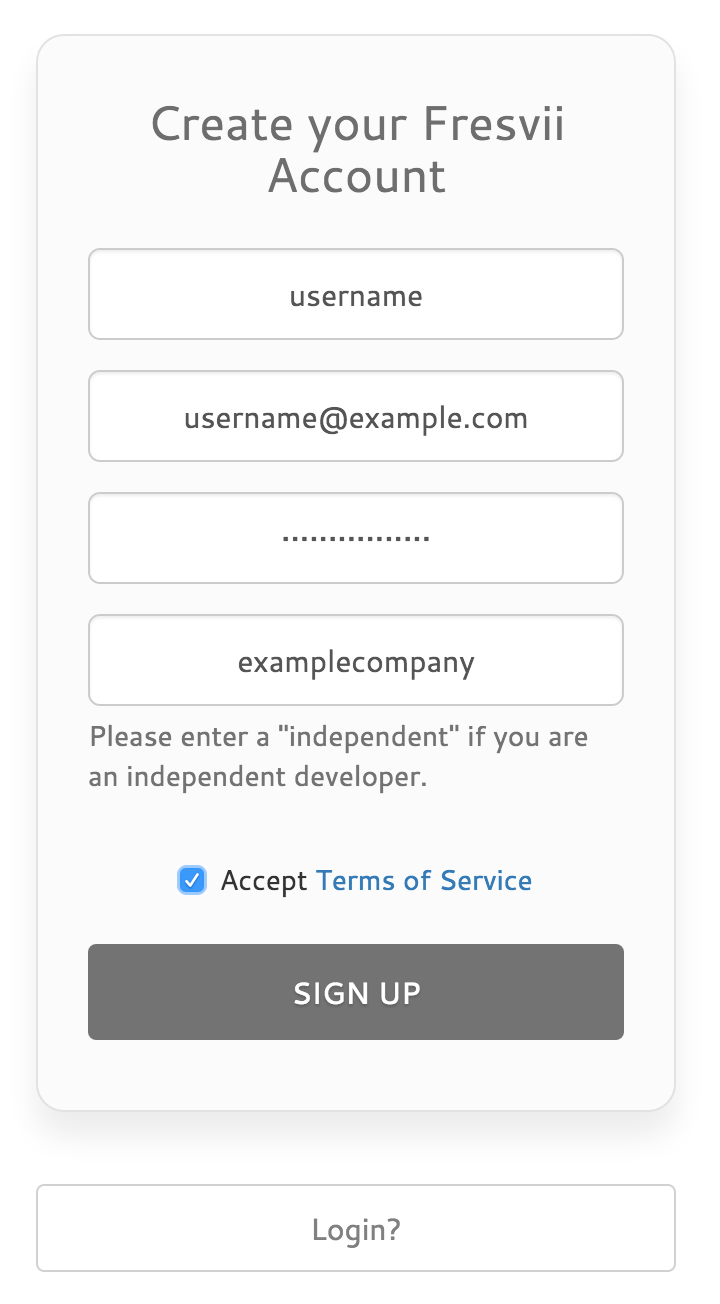 Create your Fresvii
Account
username
username@example.com
••••••••••••••••
examplecompany
Please enter a "independent" if you are
an independent developer.
Accept Terms of Service
SIGN UP
Login?